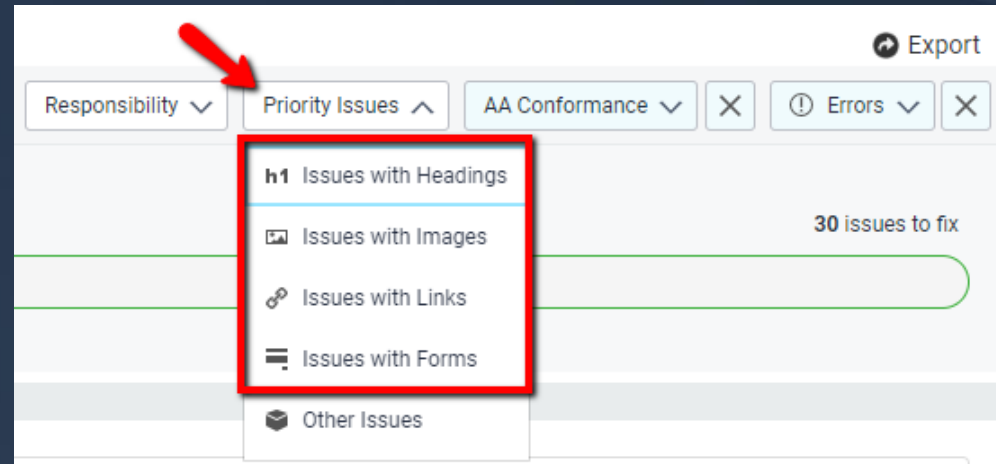 Export
Responsibility
Priority Issues
AA Conformance
Errors
h1 Issues with Headings
30 issues to fix
Issues with Images
Issues with Links
Issues with Forms
Other Issues